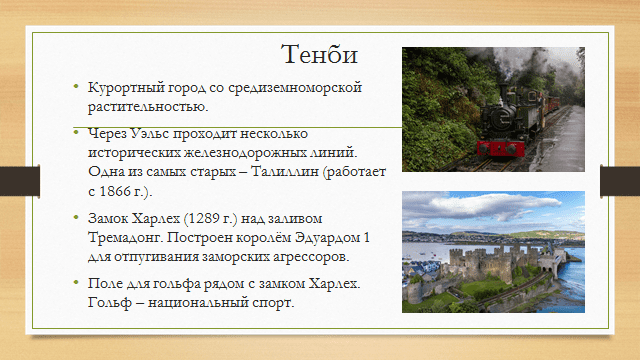 Тенби
• Курортный город со средиземноморской
растительностью.
• Через Уэльс проходит несколько
исторических железнодорожных линий.
Одна из самых старых – Талиллин (работает
с 1866 г.).
• Замок Харлех (1289 г.) над заливом
Тремадонг. Построен королём Эдуардом 1
для отпугивания заморских агрессоров.
• Поле для гольфа рядом с замком Харлех.
Гольф – национальный спорт.